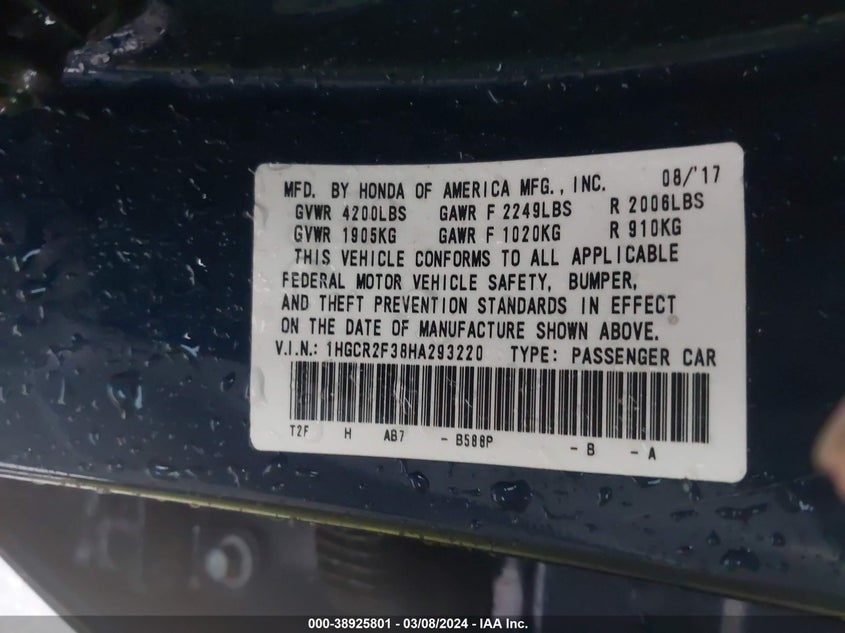 MFD. BY HONDA OF AMERICA MFG., INC. 08/'17
GVWR 4200LBS GAWR F 2249LBS R 2006LBS
GVWR 1905KG GAWR F 1020KG R 910KG
THIS VEHICLE CONFORMS TO ALL APPLICABLE
FEDERAL MOTOR VEHICLE SAFETY, BUMPER,
AND THEFT PREVENTION STANDARDS IN EFFECT
ON THE DATE OF MANUFACTURE SHOWN ABOVE.
V.I.N.: 1HGCR2F38HA293220 TYPE: PASSENGER CAR
T2F H AB7 - B588P - B - A
000-38925801 - 03/08/2024 - IAA Inc.